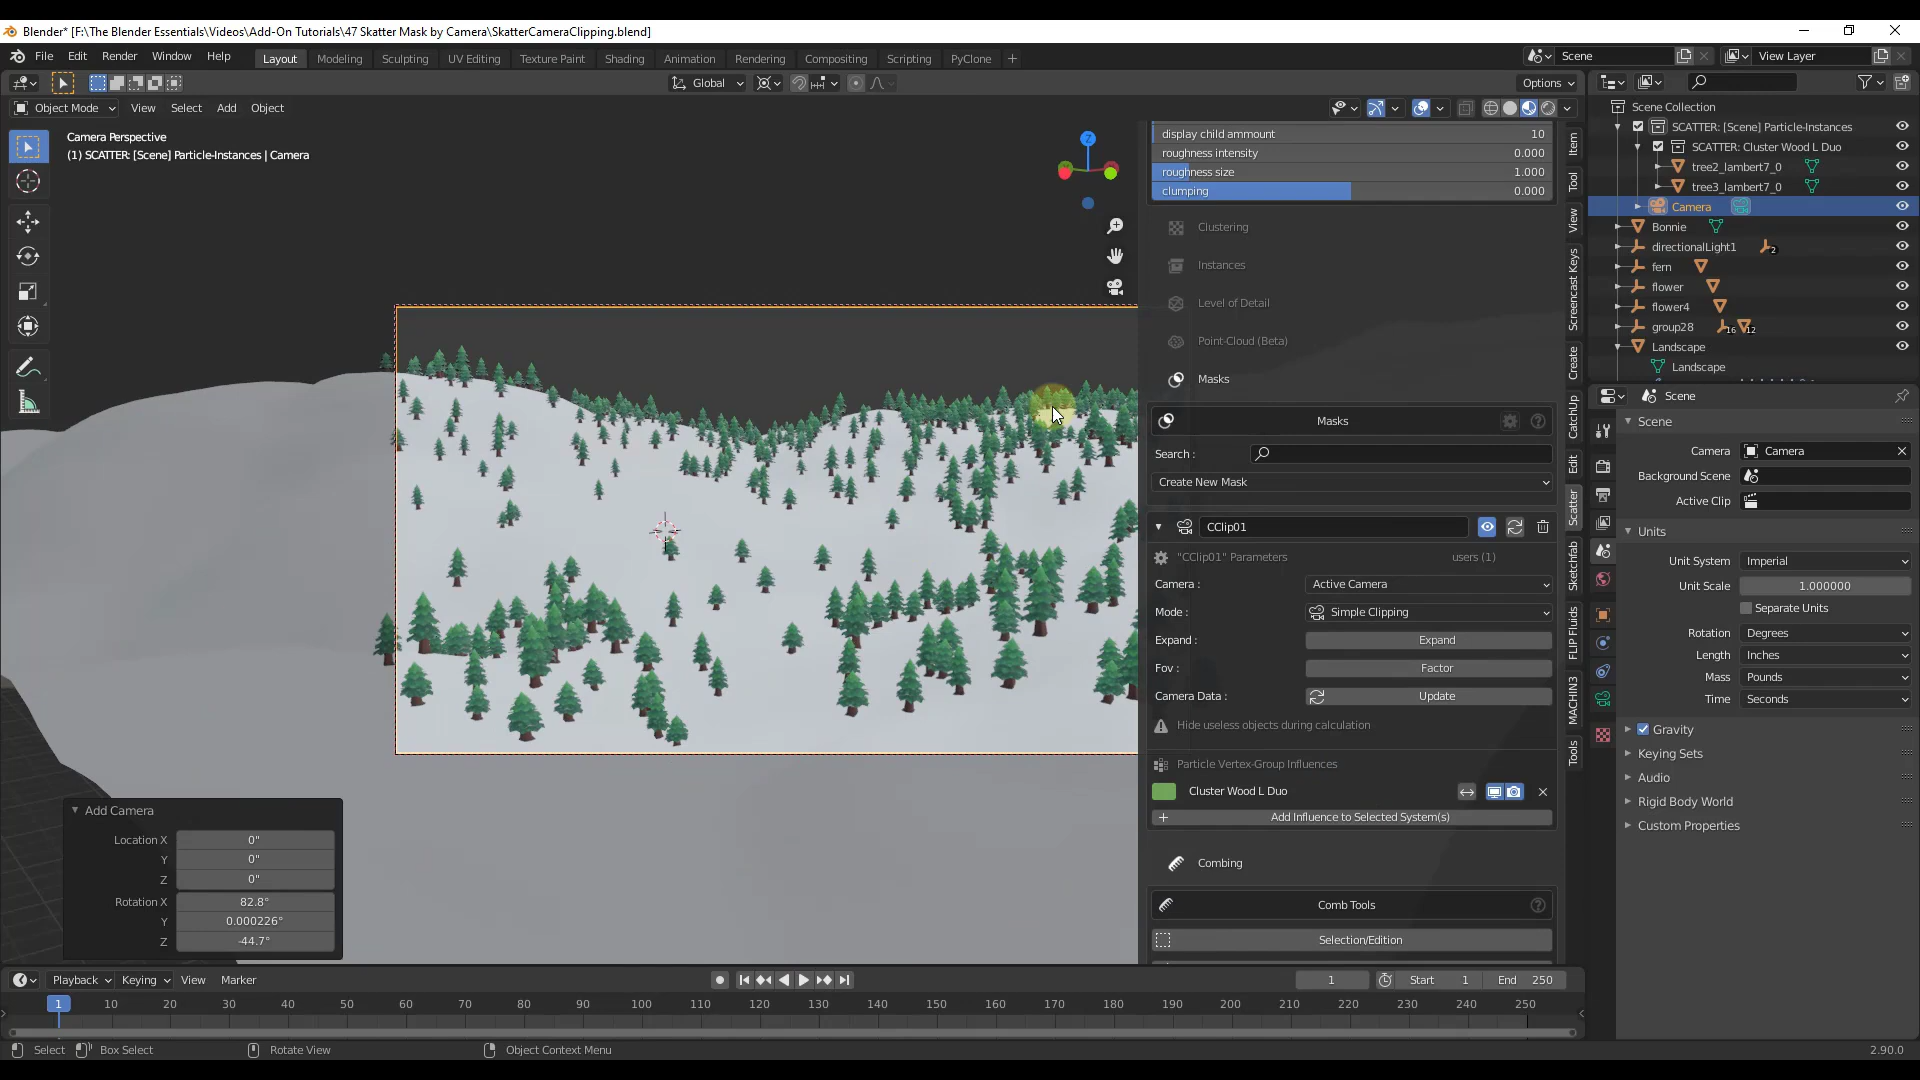 Blender* [F:\The Blender Essentials\Videos\Add-On Tutorials\47 Skatter Mask by Camera\SkatterCameraClipping.blend]
File Edit Render Window Help Layout Modeling Sculpting UV Editing Texture Paint Shading Animation Rendering Compositing Scripting PyClone + Scene View Layer
Global Options
Object Mode View Select Add Object
Camera Perspective
(1) SCATTER: [Scene] Particle-Instances | Camera
Z
display child ammount 10
roughness intensity 0.000
roughness size 1.000
clumping 0.000
Clustering
Instances
Level of Detail
Point-Cloud (Beta)
Masks
Masks
Search :
Create New Mask
CClip01
"CClip01" Parameters users (1)
Camera : Active Camera
Mode : Simple Clipping
Expand : Expand
Fov : Factor
Camera Data : Update
Hide useless objects during calculation
Particle Vertex-Group Influences
Cluster Wood L Duo
Add Influence to Selected System(s)
Combing
Comb Tools
Selection/Edition
Item
Tool
View
Screencast Keys
Create
CatchUp
Edit
Scatter
Sketchfab
FLIP Fluids
MACHIN3
Tools
Scene Collection
SCATTER: [Scene] Particle-Instances
SCATTER: Cluster Wood L Duo
tree2_lambert7_0
tree3_lambert7_0
Camera
Bonnie
directionalLight1 2
fern
flower
flower4
group28 16 12
Landscape
Landscape
Scene
Scene
Camera Camera
Background Scene
Active Clip
Units
Unit System Imperial
Unit Scale 1.000000
Separate Units
Rotation Degrees
Length Inches
Mass Pounds
Time Seconds
Gravity
Keying Sets
Audio
Rigid Body World
Custom Properties
Add Camera
Location X 0"
Y 0"
Z 0"
Rotation X 82.8°
Y 0.000226°
Z -44.7°
Playback Keying View Marker 1 Start 1 End 250
1 10 20 30 40 50 60 70 80 90 100 110 120 130 140 150 160 170 180 190 200 210 220 230 240 250
Select Box Select Rotate View Object Context Menu 2.90.0